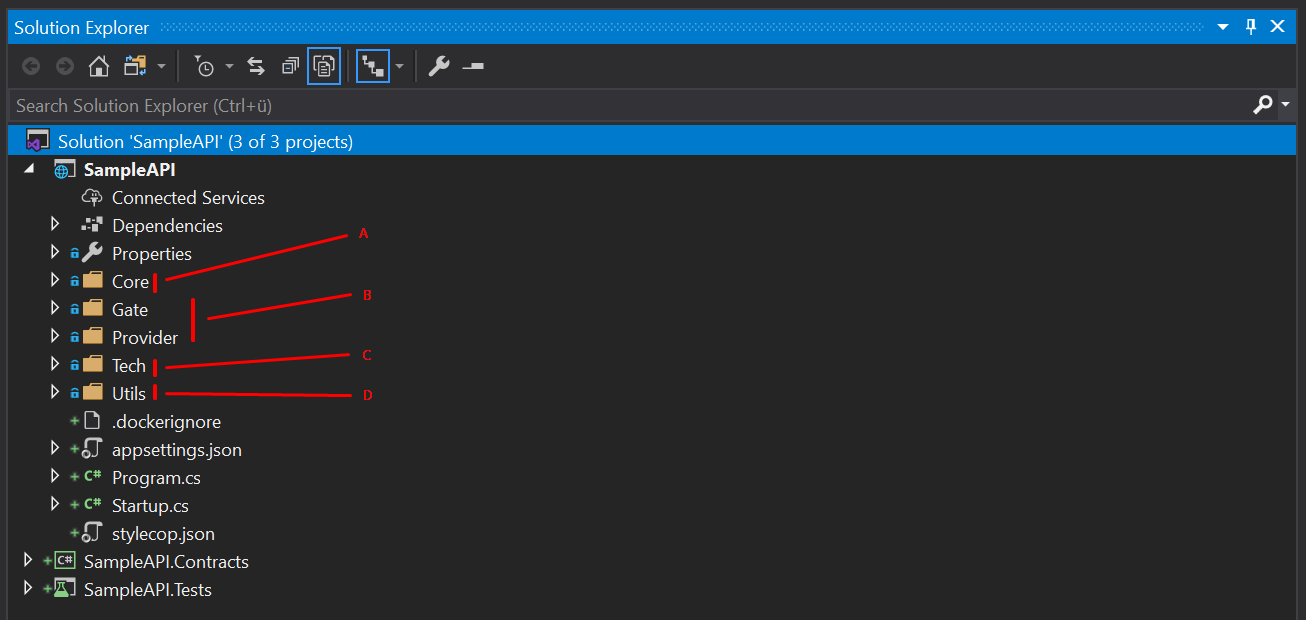 Solution Explorer
Search Solution Explorer (Ctrl+ü)
Solution 'SampleAPI' (3 of 3 projects)
SampleAPI
Connected Services
Dependencies
A
Properties
Core
B
Gate
Provider
C
Tech
Utils
D
.dockerignore
appsettings.json
C# Program.cs
C# Startup.cs
stylecop.json
C# SampleAPI.Contracts
SampleAPI.Tests